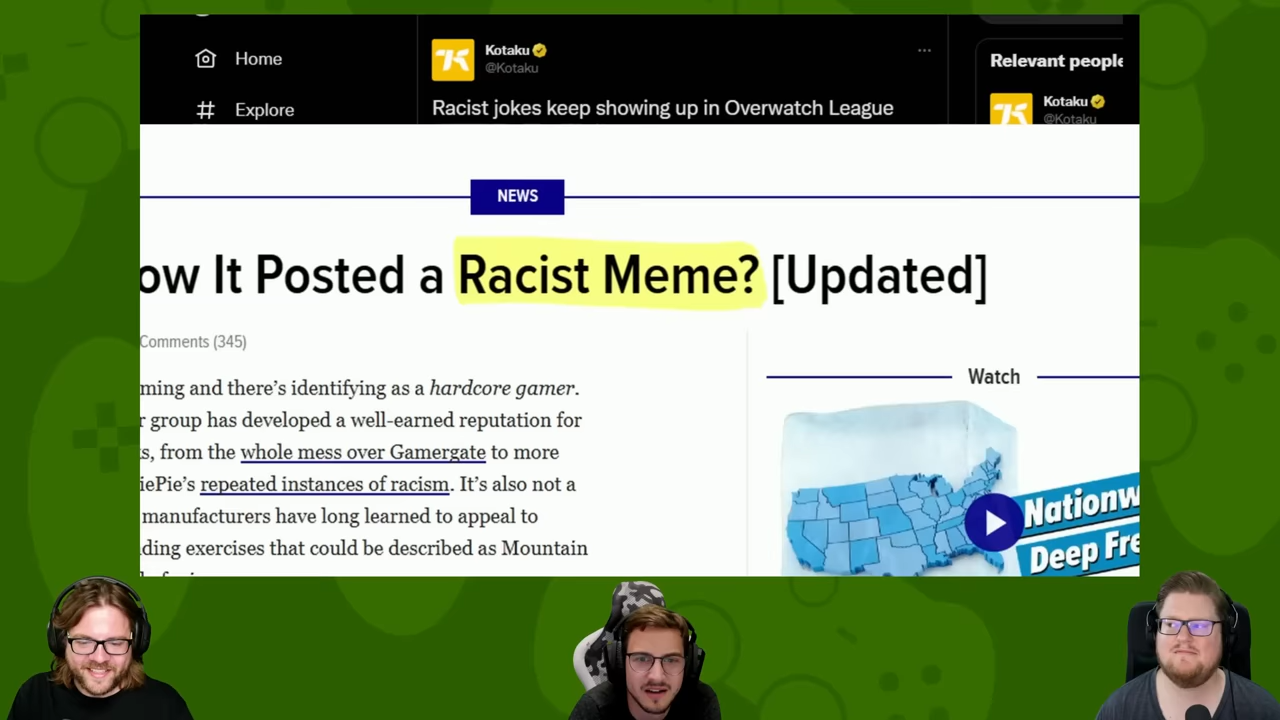 Home
Explore
Kotaku
@Kotaku
...
Racist jokes keep showing up in Overwatch League
Relevant people
Kotaku
@Kotaku
NEWS
ow It Posted a Racist Meme? [Updated]
Comments (345)
ming and there's identifying as a hardcore gamer.
r group has developed a well-earned reputation for
s, from the whole mess over Gamergate to more
iePie's repeated instances of racism. It's also not a
manufacturers have long learned to appeal to
ding exercises that could be described as Mountain
Watch
Nationw
Deep Fre